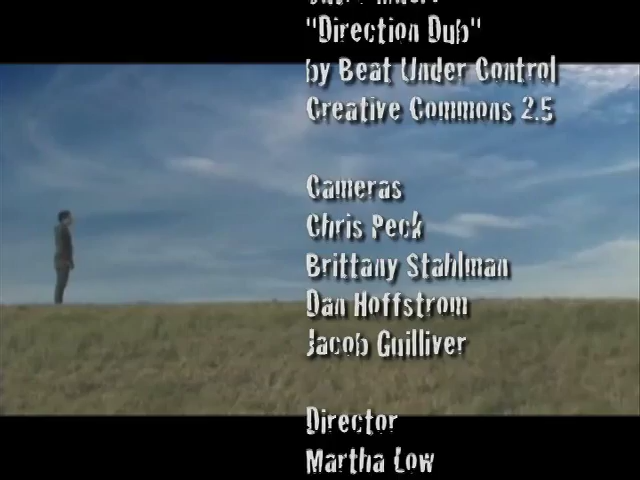 "Direction Dub"
by Beat Under Control
Creative Commons 2.5
Cameras
Chris Peck
Brittany Stahlman
Dan Hoffstrom
Jacob Guilliver
Director
Martha Low